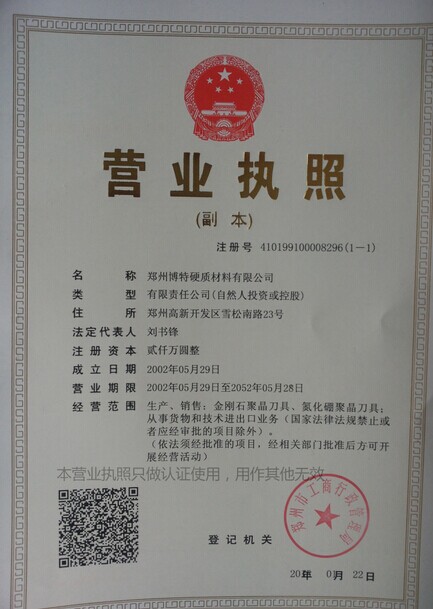 营业执照
(副 本)
注册号 410199100008296(1-1)
名 称 郑州博特硬质材料有限公司
类 型 有限责任公司(自然人投资或控股)
住 所 郑州高新开发区雪松南路23号
法定代表人 刘书锋
注册资本 贰仟万圆整
成立日期 2002年05月29日
营业期限 2002年05月29日至2052年05月28日
经营范围 生产、销售：金刚石聚晶刀具、氮化硼聚晶刀具；
从事货物和技术进出口业务（国家法律法规禁止或
者应经审批的项目除外）。
（依法须经批准的项目，经相关部门批准后方可开
展经营活动）
本营业执照只做认证使用，用作其他无效
郑州市工商行政管理局
登记机关
20 年 0 月 22日